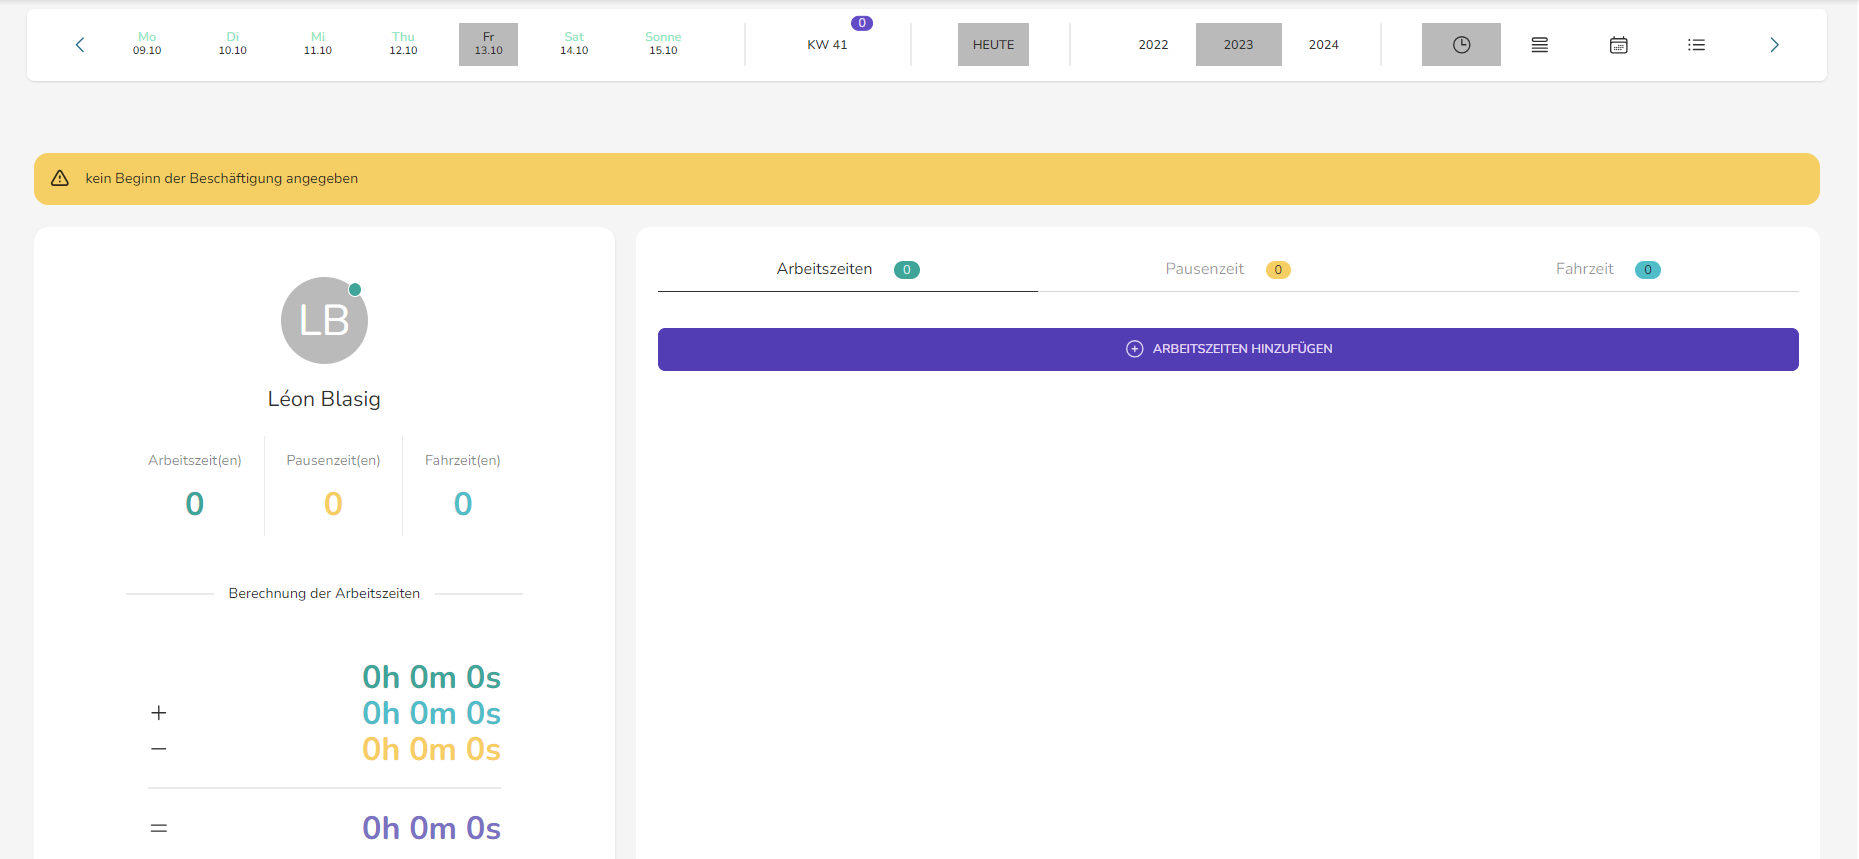 Mo Di Mi Thu Fr Sat Sonne
09.10 10.10 11.10 12.10 13.10 14.10 15.10
KW 41 0
HEUTE
2022 2023 2024
kein Beginn der Beschäftigung angegeben
LB
Léon Blasig
Arbeitszeit(en) Pausenzeit(en) Fahrzeit(en)
0 0 0
Berechnung der Arbeitszeiten
0h 0m 0s
+ 0h 0m 0s
− 0h 0m 0s
= 0h 0m 0s
Arbeitszeiten 0 Pausenzeit 0 Fahrzeit 0
ARBEITSZEITEN HINZUFÜGEN